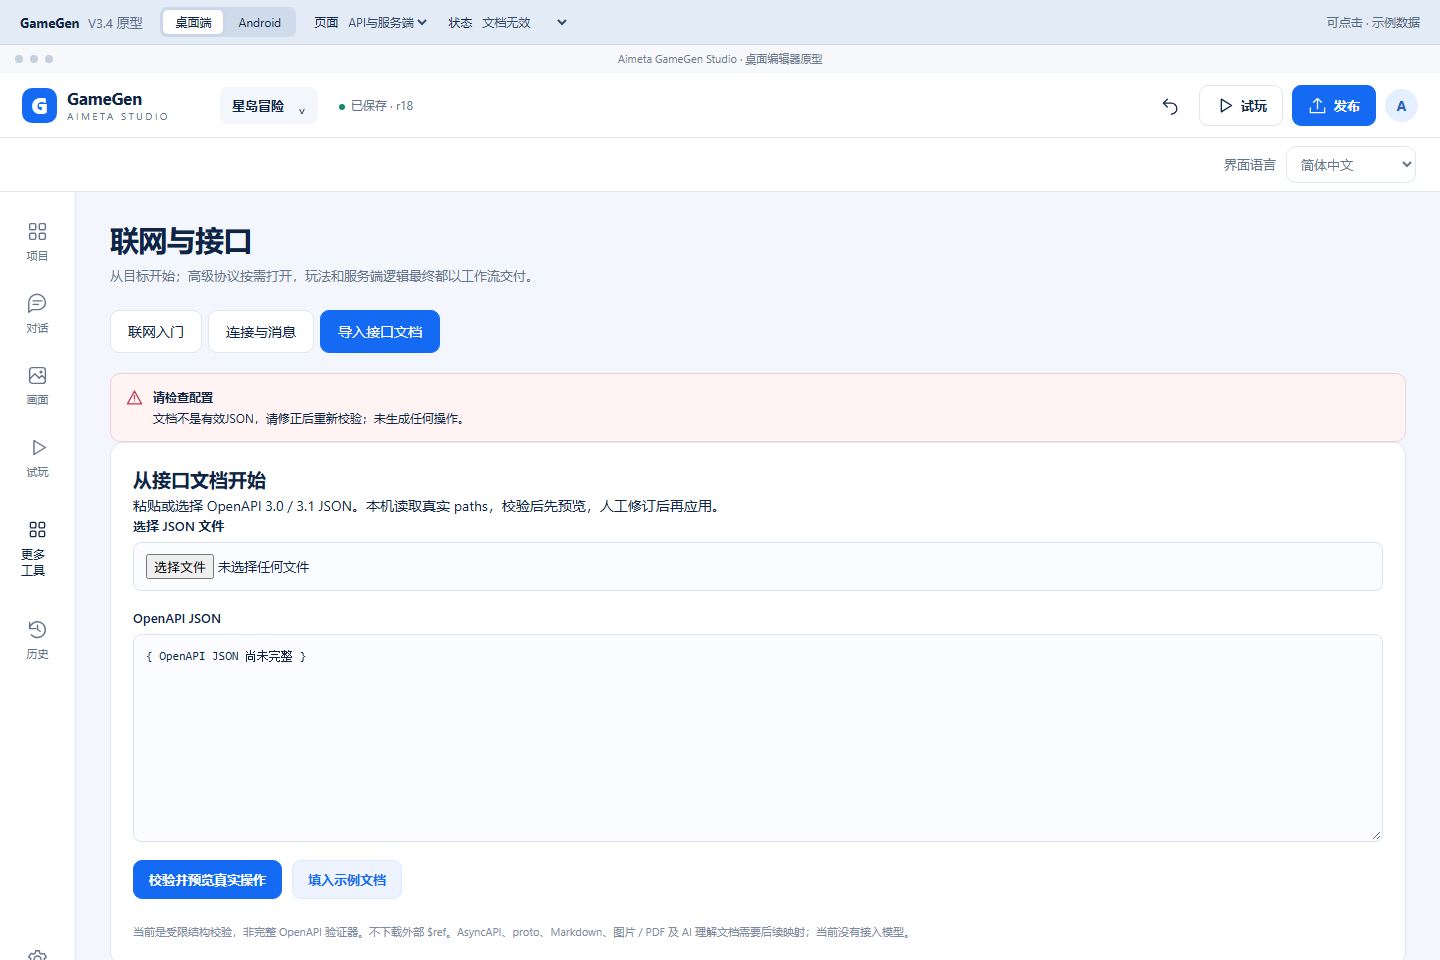 GameGen V3.4 原型 桌面端 Android 页面 API与服务端 状态 文档无效 可点击 · 示例数据
Aimeta GameGen Studio · 桌面编辑器原型
G GameGen
AIMETA STUDIO
星岛冒险 已保存 · r18 试玩 发布 A
界面语言 简体中文
项目
对话
画面
试玩
更多
工具
历史
联网与接口
从目标开始；高级协议按需打开，玩法和服务端逻辑最终都以工作流交付。
联网入门 连接与消息 导入接口文档
请检查配置
文档不是有效JSON，请修正后重新校验；未生成任何操作。
从接口文档开始
粘贴或选择 OpenAPI 3.0 / 3.1 JSON。本机读取真实 paths，校验后先预览，人工修订后再应用。
选择 JSON 文件
选择文件 未选择任何文件
OpenAPI JSON
{ OpenAPI JSON 尚未完整 }
校验并预览真实操作 填入示例文档
当前是受限结构校验，非完整 OpenAPI 验证器。不下载外部 $ref。AsyncAPI、proto、Markdown、图片 / PDF 及 AI 理解文档需要后续映射；当前没有接入模型。